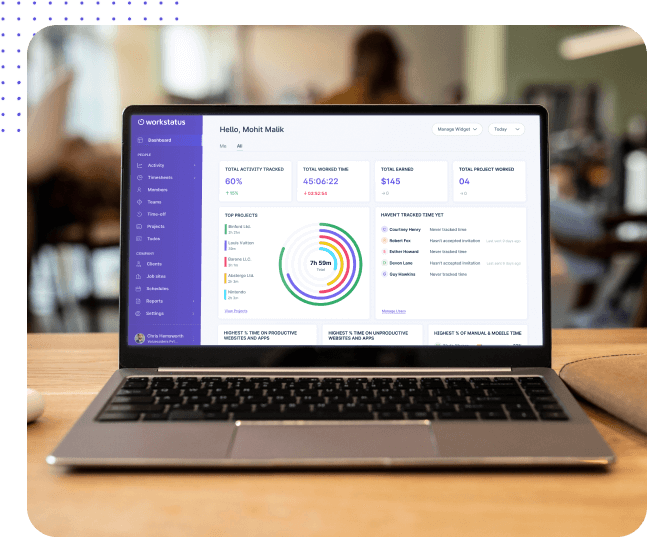 workstatus
Dashboard
PEOPLE
Activity
Timesheets
Members
Teams
Time-off
Projects
Todos
COMPANY
Clients
Job sites
Schedules
Reports
Settings
Chris Hemsworth
Hello, Mohit Malik
Manage Widget
Today
Me
All
TOTAL ACTIVITY TRACKED
60%
TOTAL WORKED TIME
45:06:22
02:52:54
TOTAL EARNED
$145
TOTAL PROJECT WORKED
04
TOP PROJECTS
Binford Ltd.
Louis Vuitton
Barone LLC.
Abstergo Ltd.
Nintendo
7h 59m
Total
View Projects
HAVEN'T TRACKED TIME YET
C Courtney Henry Never tracked time
Robert Fox Hasn't accepted invitation
Esther Howard Never tracked time
Devon Lane Hasn't accepted invitation
G Guy Hawkins Never tracked time
Manage Users
HIGHEST % TIME ON PRODUCTIVE
WEBSITES AND APPS
HIGHEST % TIME ON UNPRODUCTIVE
WEBSITES AND APPS
HIGHEST % OF MANUAL & MOBILE TIME